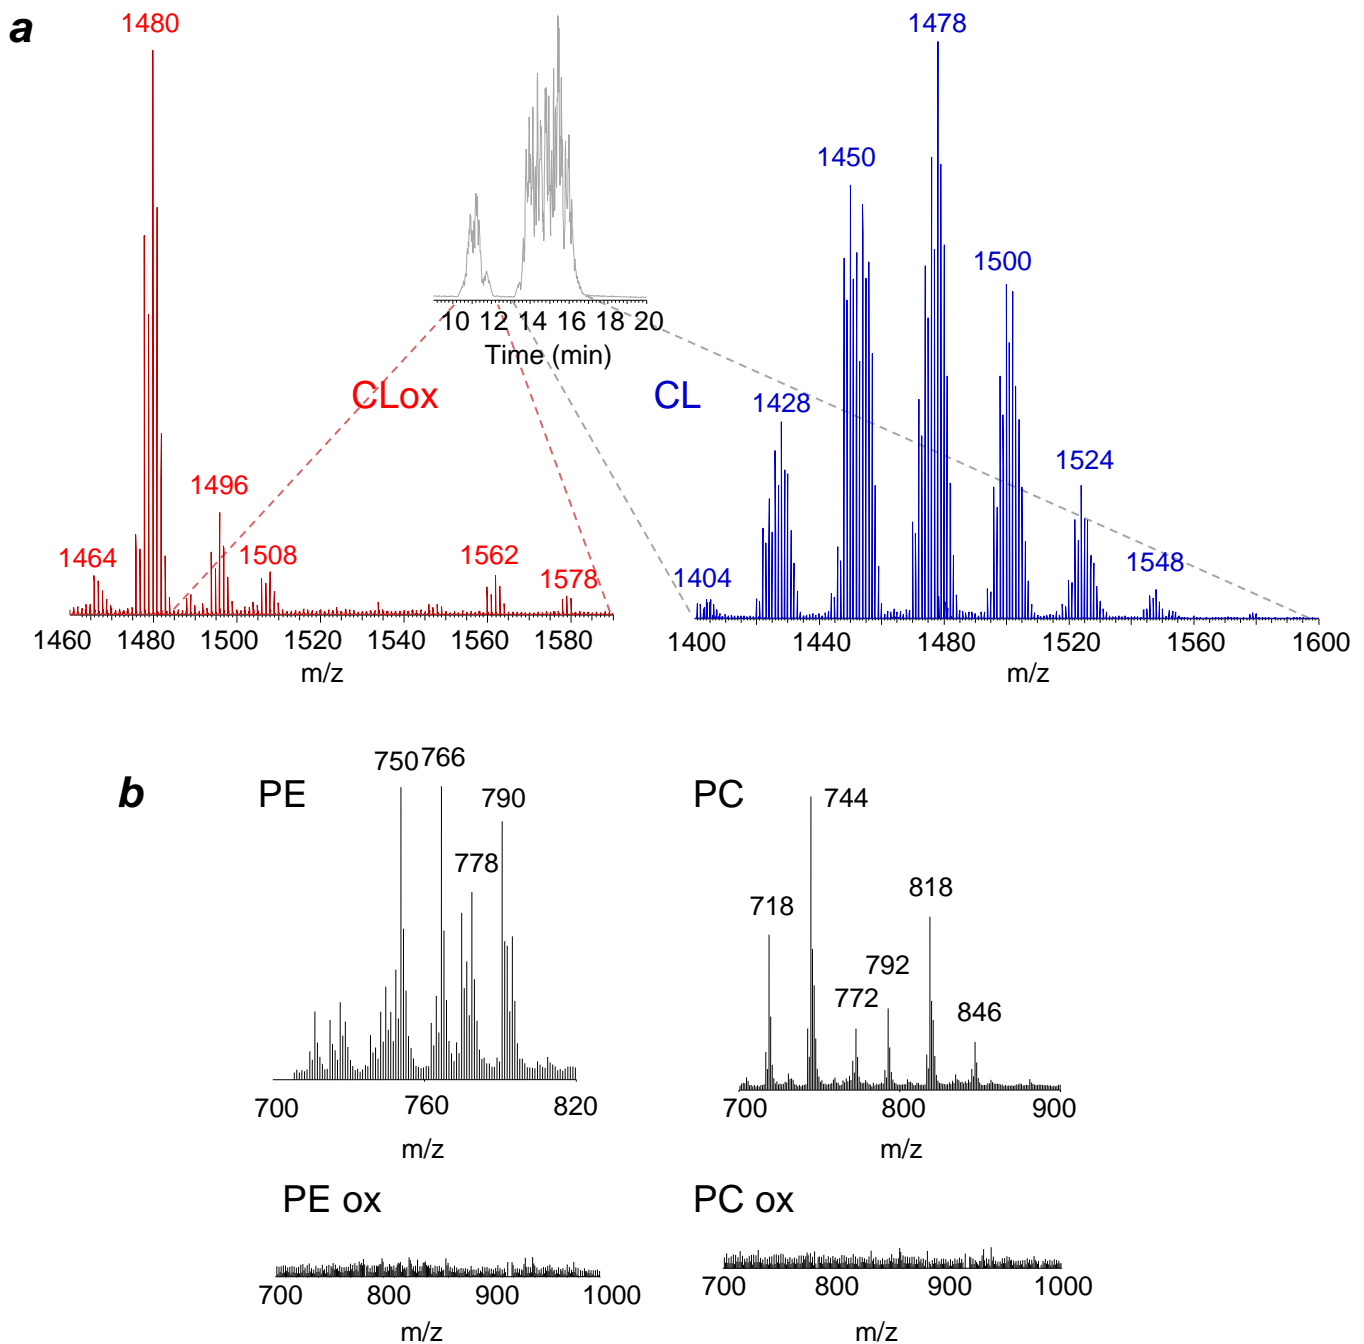 a
1480
1478
1450
1500
10 12 14 16 18 20
Time (min)
CLox
CL
1428
1496
1524
1464
1508
1562
1578
1404
1548
1460 1480 1500 1520 1540 1560 1580
1400 1440 1480 1520 1560 1600
m/z
m/z
b
PE
750 766
790
778
700 760 820
m/z
PC
744
718
818
792
772
846
700 800 900
m/z
PE ox
700 800 900 1000
m/z
PC ox
700 800 900 1000
m/z